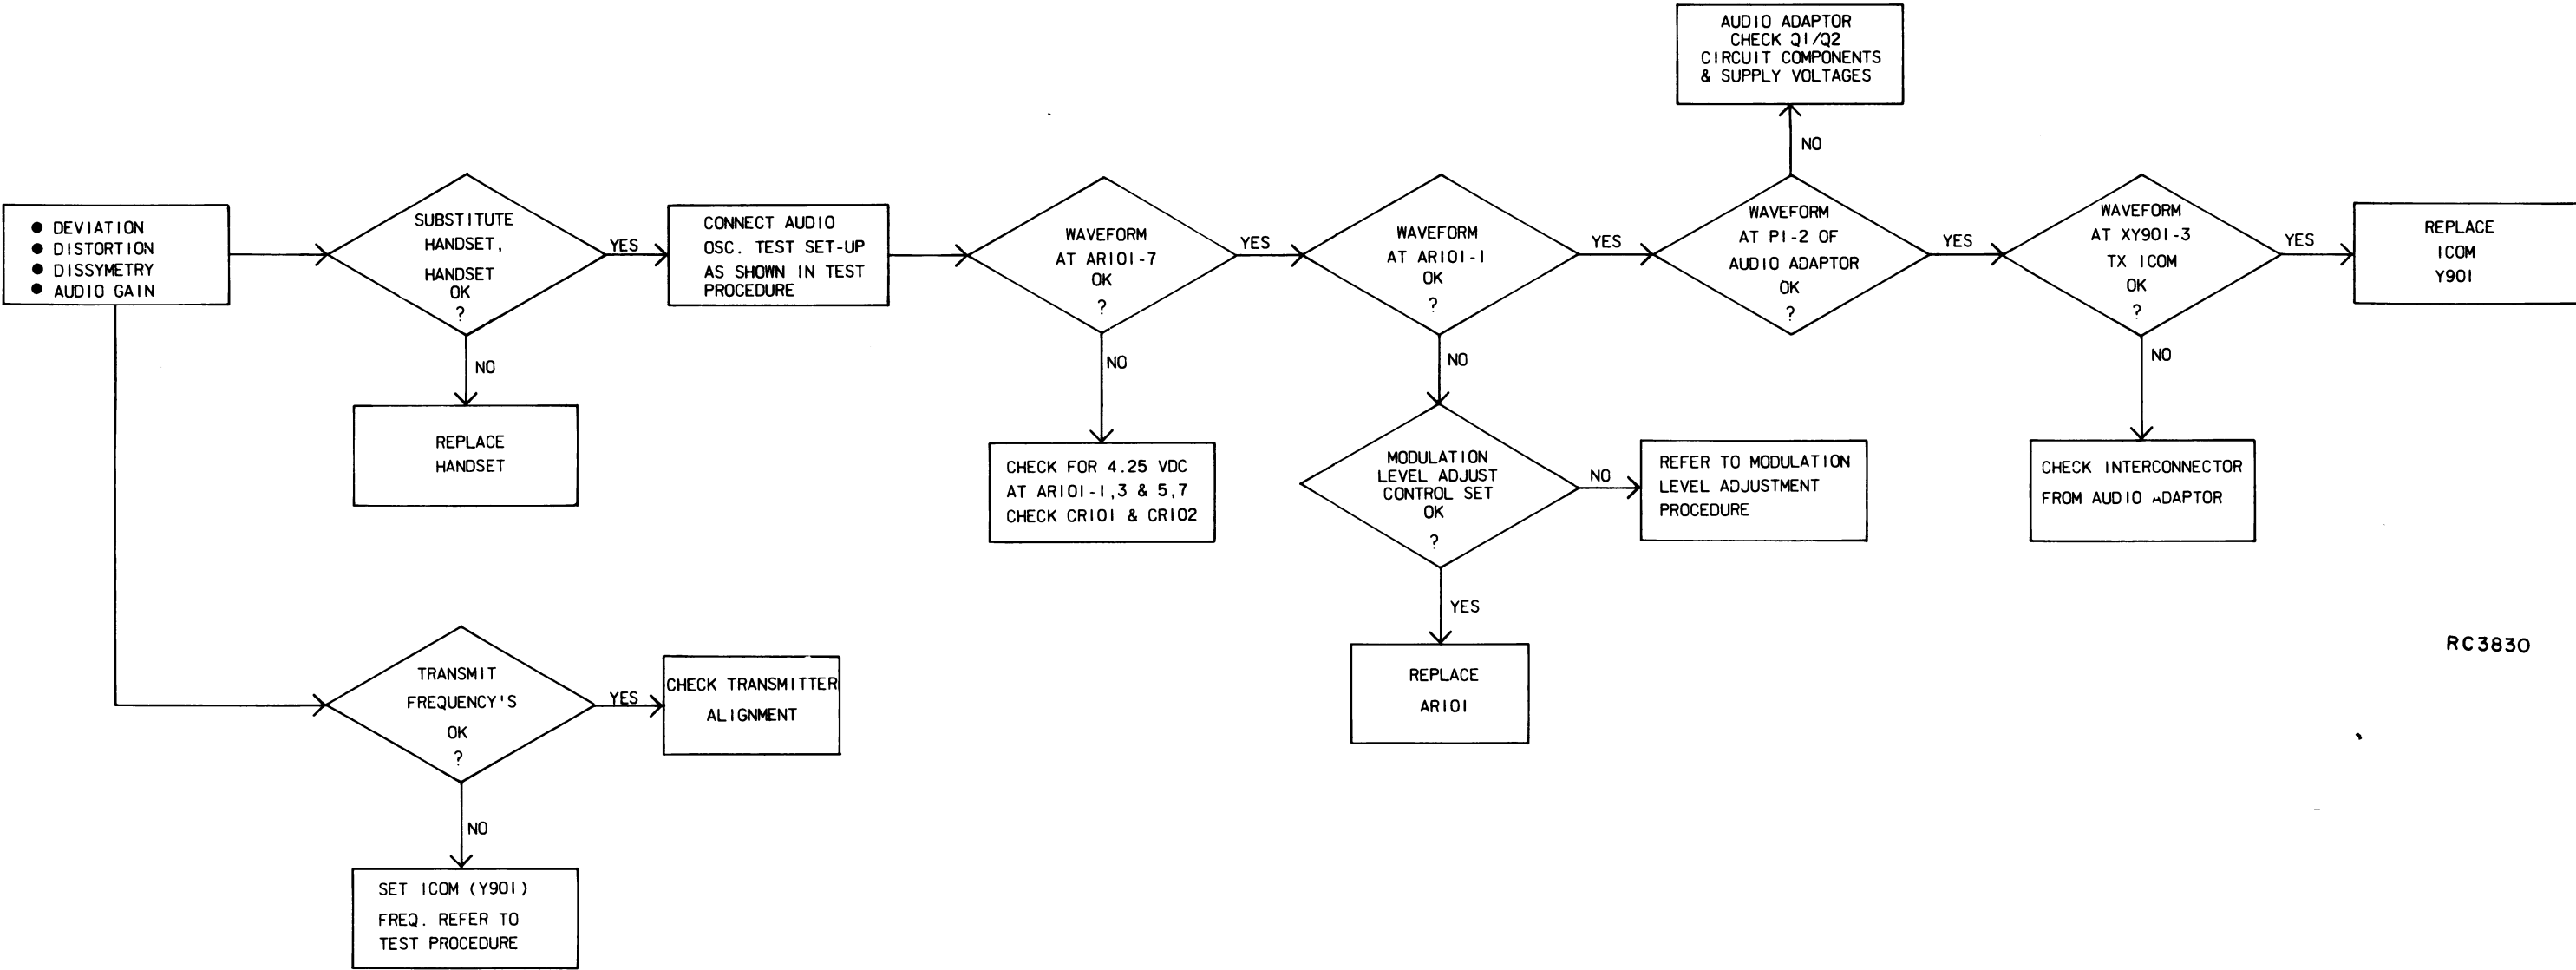 ● DEVIATION
● DISTORTION
● DISSYMETRY
● AUDIO GAIN
SUBSTITUTE
HANDSET,
HANDSET
OK
?
YES
NO
REPLACE
HANDSET
CONNECT AUDIO
OSC. TEST SET-UP
AS SHOWN IN TEST
PROCEDURE
WAVEFORM
AT AR101-7
OK
?
YES
NO
CHECK FOR 4.25 VDC
AT AR101-1,3 & 5,7
CHECK CR101 & CR102
WAVEFORM
AT AR101-1
OK
?
YES
NO
MODULATION
LEVEL ADJUST
CONTROL SET
OK
?
NO
REFER TO MODULATION
LEVEL ADJUSTMENT
PROCEDURE
YES
REPLACE
AR101
AUDIO ADAPTOR
CHECK Q1/Q2
CIRCUIT COMPONENTS
& SUPPLY VOLTAGES
NO
WAVEFORM
AT P1-2 OF
AUDIO ADAPTOR
OK
?
YES
WAVEFORM
AT XY901-3
TX ICOM
OK
?
YES
REPLACE
ICOM
Y901
NO
CHECK INTERCONNECTOR
FROM AUDIO ADAPTOR
TRANSMIT
FREQUENCY'S
OK
?
YES
CHECK TRANSMITTER
ALIGNMENT
NO
SET ICOM (Y901)
FREQ. REFER TO
TEST PROCEDURE
RC3830